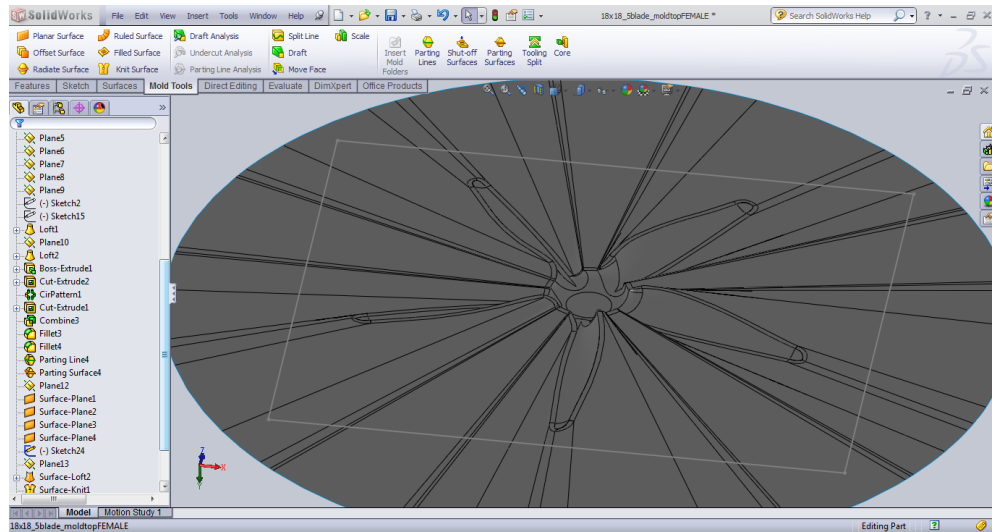 SolidWorks File Edit View Insert Tools Window Help 18x18_5blade_moldtopFEMALE * Search SolidWorks Help
Planar Surface Ruled Surface Draft Analysis Split Line Scale
Offset Surface Filled Surface Undercut Analysis Draft
Radiate Surface Knit Surface Parting Line Analysis Move Face
Insert Mold Folders
Parting Lines
Shut-off Surfaces
Parting Surfaces
Tooling Split
Core
Features Sketch Surfaces Mold Tools Direct Editing Evaluate DimXpert Office Products
Plane5
Plane6
Plane7
Plane8
Plane9
(-) Sketch2
(-) Sketch15
Loft1
Plane10
Loft2
Boss-Extrude1
Cut-Extrude2
CirPattern1
Cut-Extrude1
Combine3
Fillet3
Fillet4
Parting Line4
Parting Surface4
Plane12
Surface-Plane1
Surface-Plane2
Surface-Plane3
Surface-Plane4
(-) Sketch24
Plane13
Surface-Loft2
Surface-Knit1
Z
X
Y
Model Motion Study 1
18x18_5blade_moldtopFEMALE Editing Part